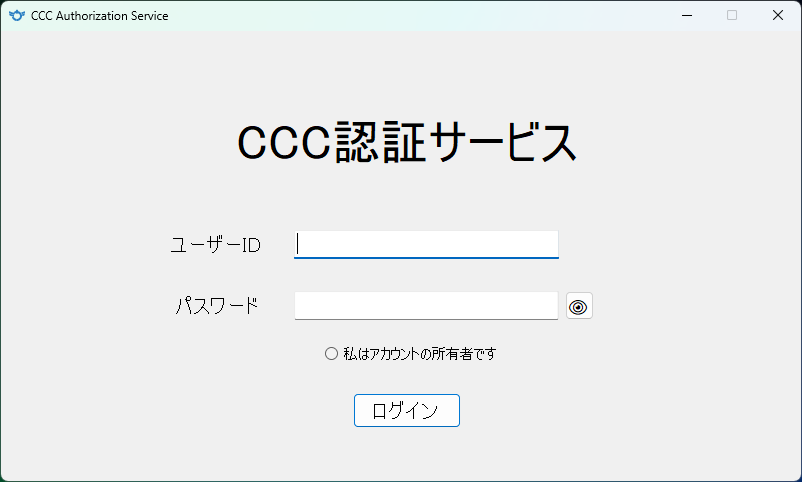 CCC Authorization Service
CCC認証サービス
ユーザーID
パスワード
私はアカウントの所有者です
ログイン